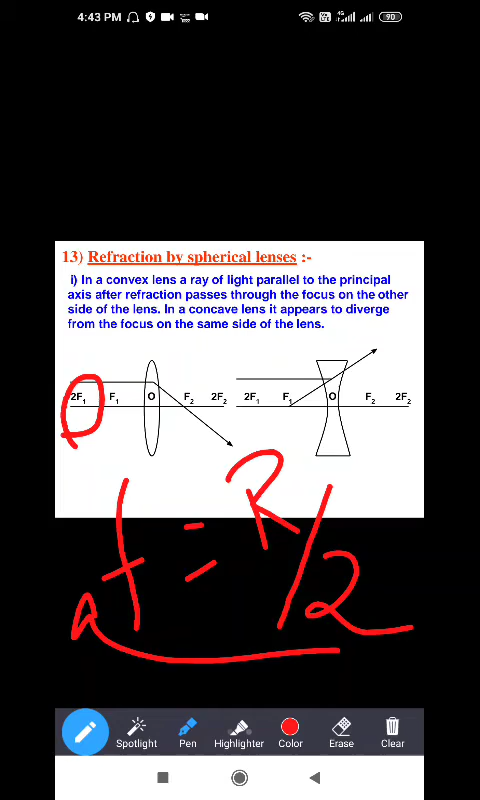 4:43 PM
4G
90
13) Refraction by spherical lenses :-
i) In a convex lens a ray of light parallel to the principal
axis after refraction passes through the focus on the other
side of the lens. In a concave lens it appears to diverge
from the focus on the same side of the lens.
2F₁ F₁ O F₂ 2F₂ 2F₁ F₁ O F₂ 2F₂
f = R/2
Spotlight Pen Highlighter Color Erase Clear